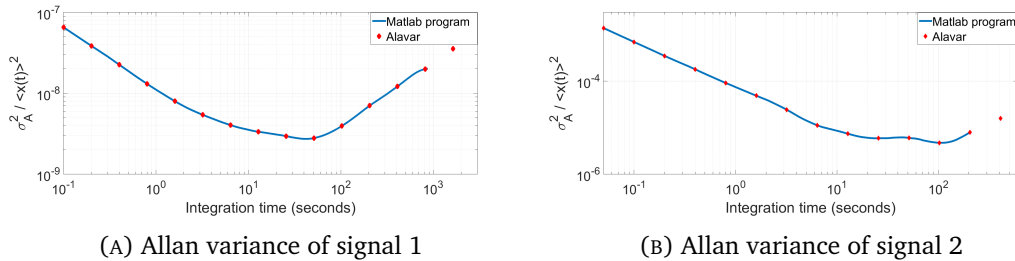 10^-7
10^-8
10^-9
σ_A^2 / <x(t)>^2
Matlab program
Alavar
10^-1 10^0 10^1 10^2 10^3
Integration time (seconds)
(A) Allan variance of signal 1
10^-4
10^-6
σ_A^2 / <x(t)>^2
Matlab program
Alavar
10^-1 10^0 10^1 10^2
Integration time (seconds)
(B) Allan variance of signal 2